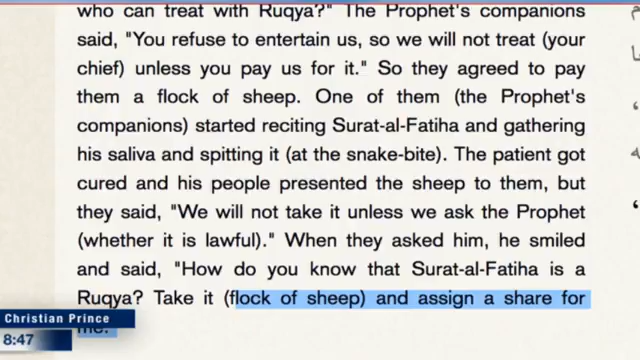 who can treat with Ruqya?" The Prophet's companions
said, "You refuse to entertain us, so we will not treat (your
chief) unless you pay us for it." So they agreed to pay
them a flock of sheep. One of them (the Prophet's
companions) started reciting Surat-al-Fatiha and gathering
his saliva and spitting it (at the snake-bite). The patient got
cured and his people presented the sheep to them, but
they said, "We will not take it unless we ask the Prophet
(whether it is lawful)." When they asked him, he smiled
and said, "How do you know that Surat-al-Fatiha is a
Ruqya? Take it (flock of sheep) and assign a share for
me."
Christian Prince
8:47